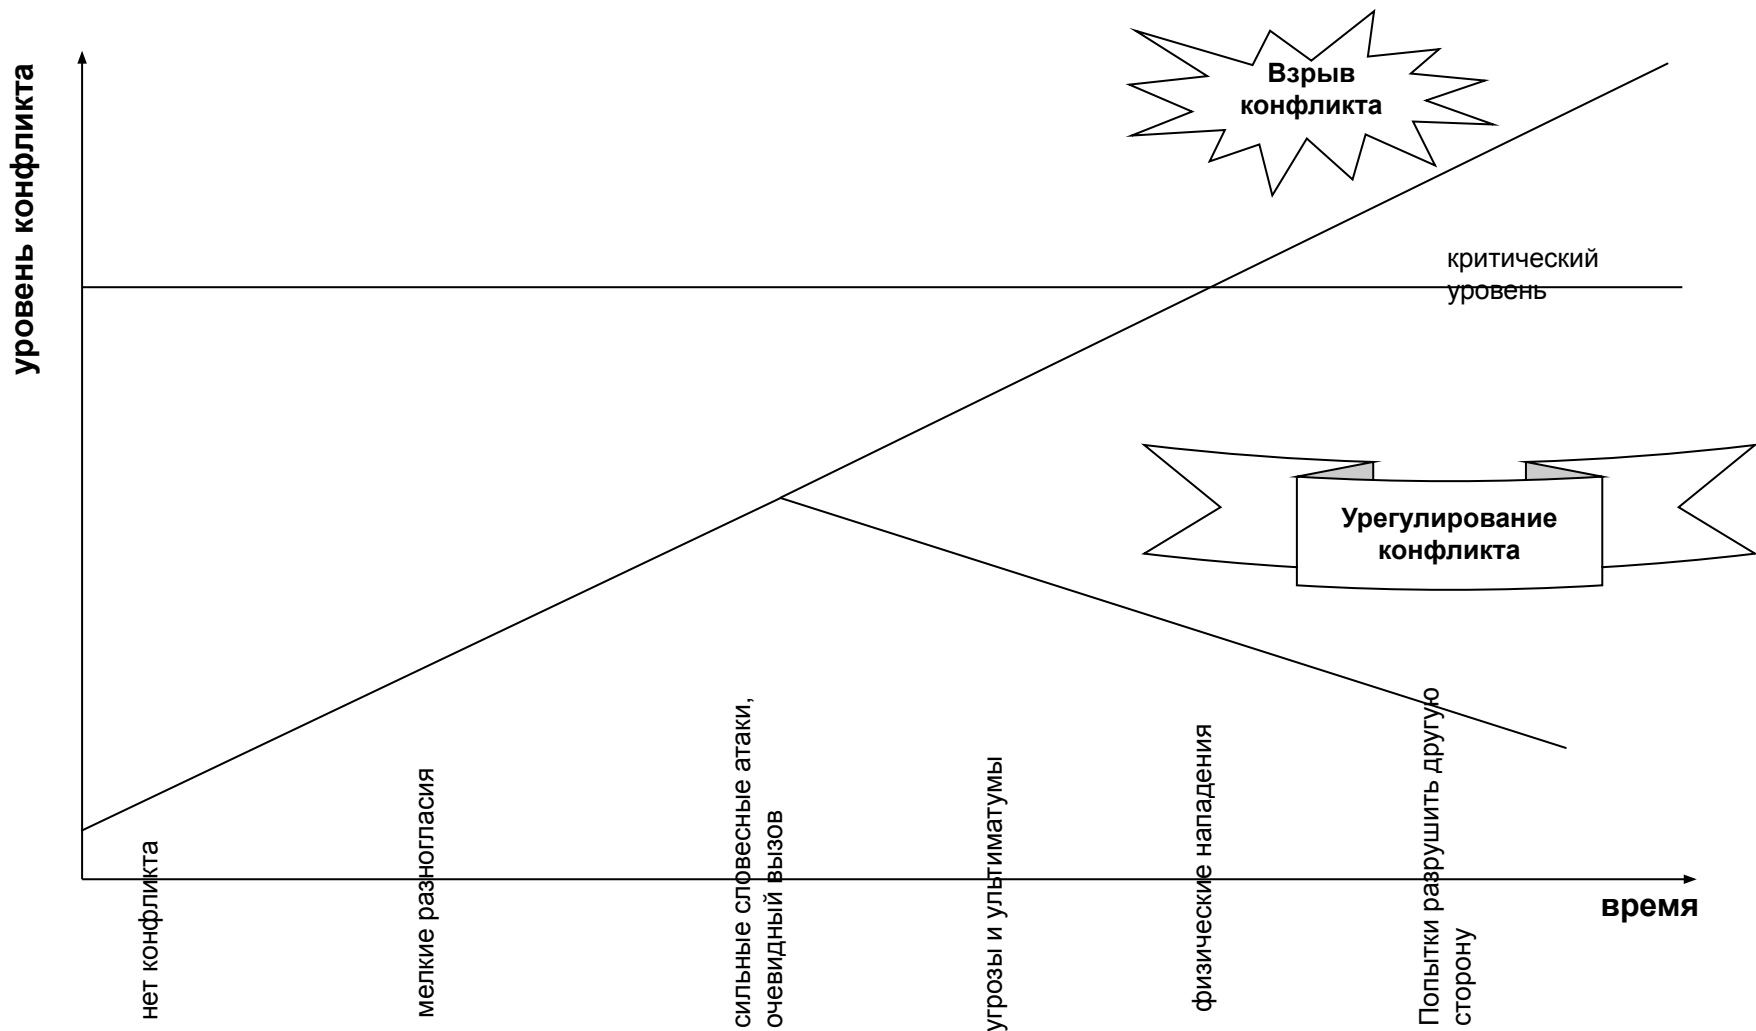 Взрыв
конфликта
уровень конфликта
критический
уровень
Урегулирование
конфликта
нет конфликта
мелкие разногласия
сильные словесные атаки,
очевидный вызов
угрозы и ультиматумы
физические нападения
Попытки разрушить другую
сторону
время